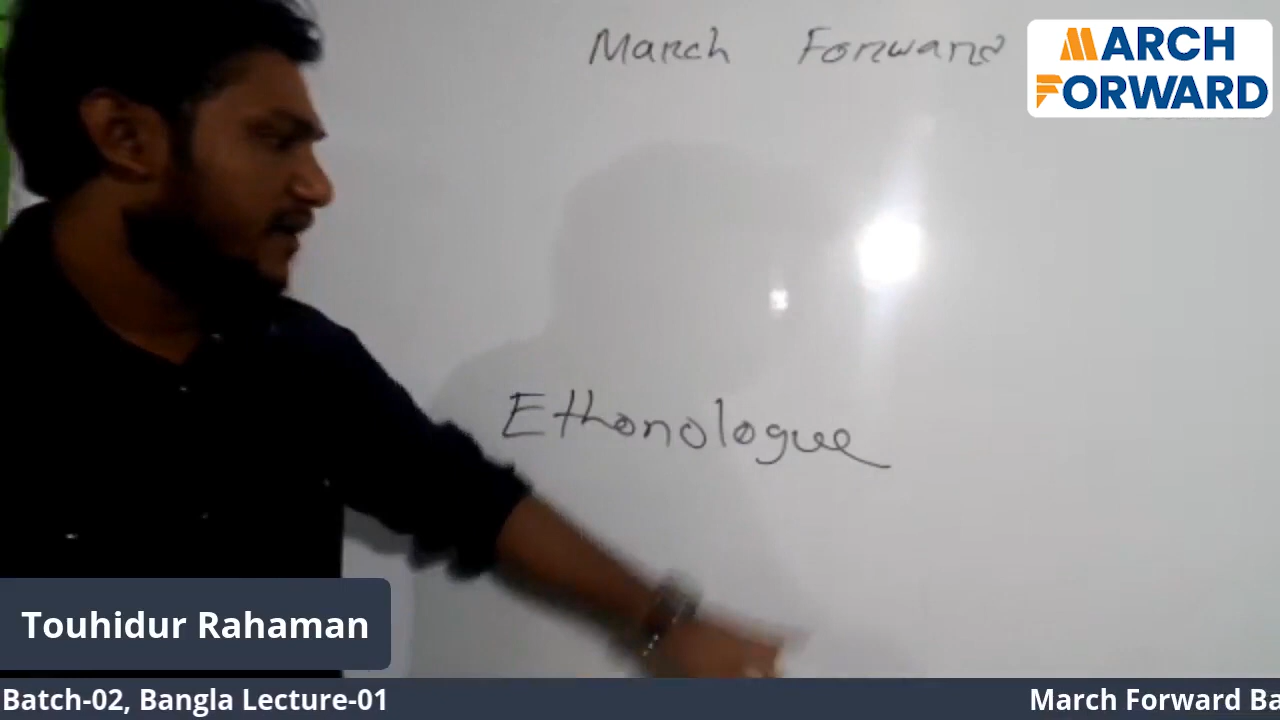 March Forward
MARCH
FORWARD
Ethonologue
Touhidur Rahaman
Batch-02, Bangla Lecture-01
March Forward Ba